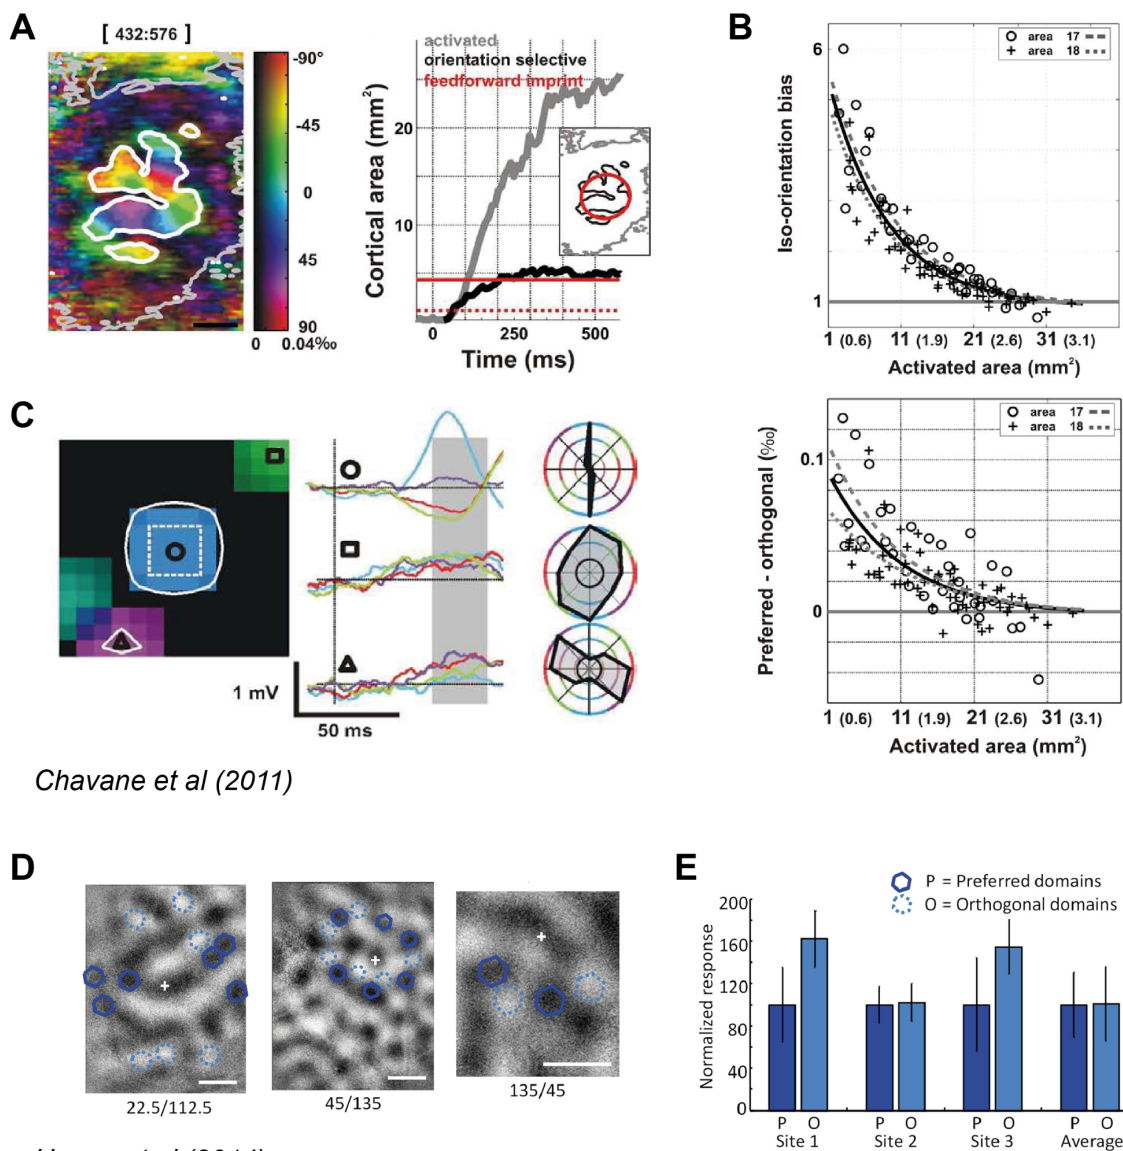 A
[ 432:576 ]
-90°
-45
0
45
90
0 0.04‰
activated
orientation selective
feedforward imprint
Cortical area (mm²)
20
10
0 250 500
Time (ms)
B
6
1
Iso-orientation bias
area 17
area 18
1 (0.6) 11 (1.9) 21 (2.6) 31 (3.1)
Activated area (mm²)
C
1 mV
50 ms
0.1
0
Preferred - orthogonal (‰)
area 17
area 18
1 (0.6) 11 (1.9) 21 (2.6) 31 (3.1)
Activated area (mm²)
Chavane et al (2011)
D
22.5/112.5
45/135
135/45
E
P = Preferred domains
O = Orthogonal domains
Normalized response
200
160
120
80
40
0
P O P O P O P O
Site 1 Site 2 Site 3 Average